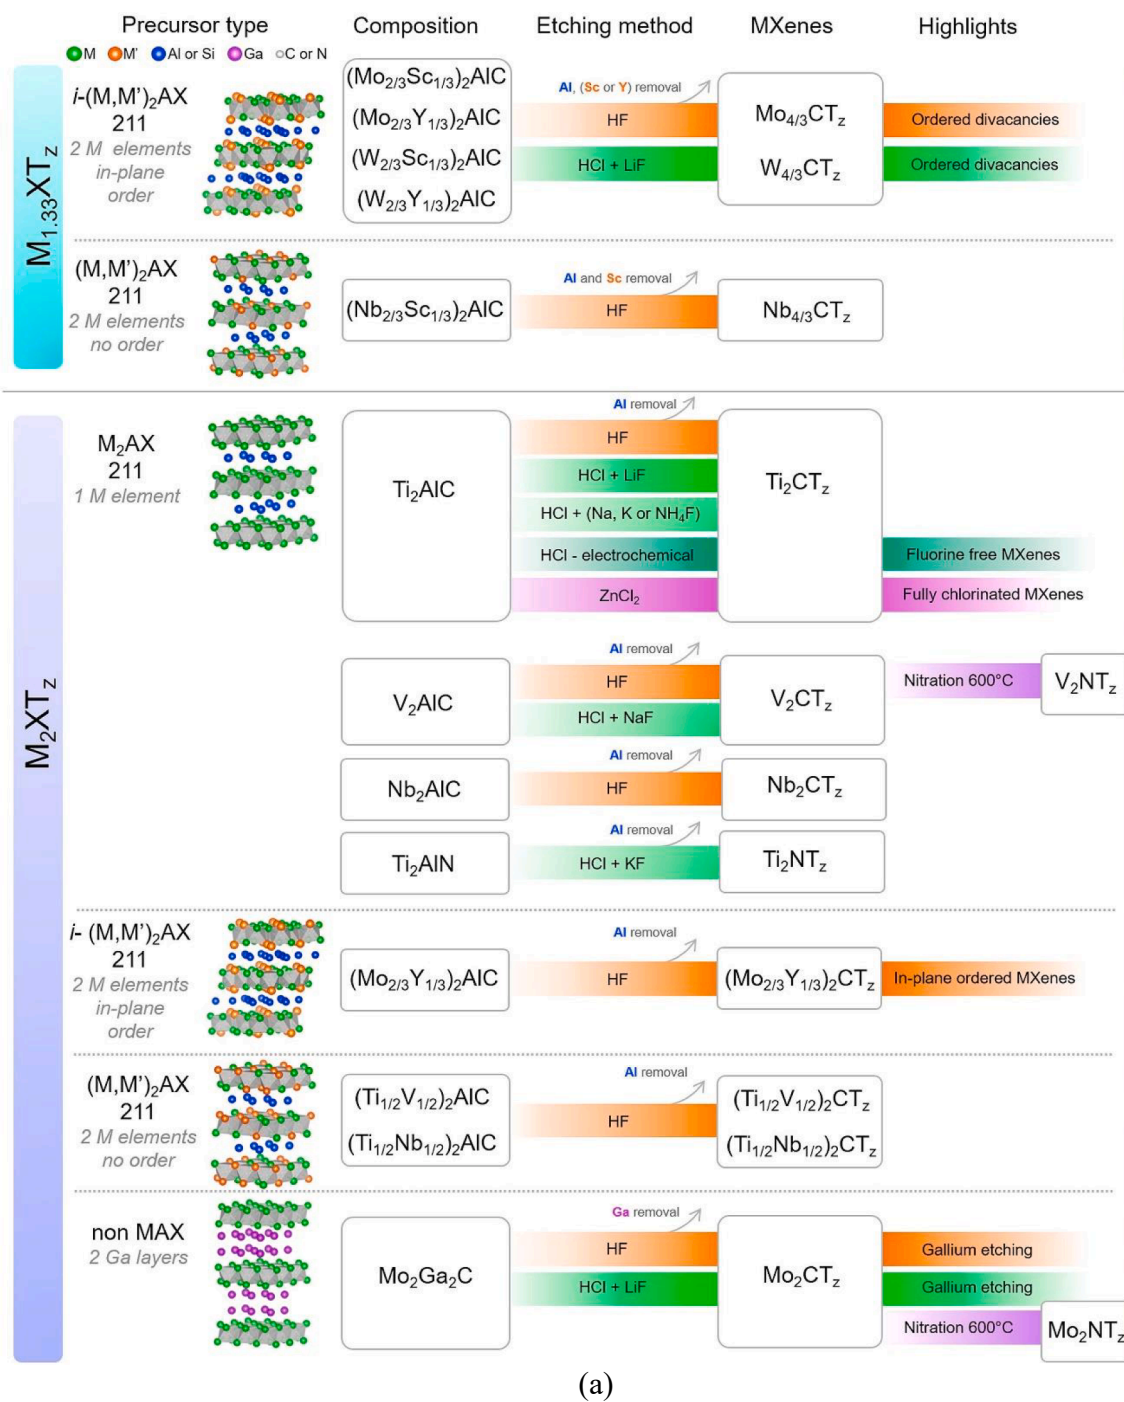 Precursor type Composition Etching method MXenes Highlights
M M' Al or Si Ga C or N
M1.33XTz
i-(M,M')2AX
211
2 M elements
in-plane
order
(Mo2/3Sc1/3)2AlC
(Mo2/3Y1/3)2AlC
(W2/3Sc1/3)2AlC
(W2/3Y1/3)2AlC
Al, (Sc or Y) removal
HF
HCl + LiF
Mo4/3CTz
W4/3CTz
Ordered divacancies
Ordered divacancies
(M,M')2AX
211
2 M elements
no order
(Nb2/3Sc1/3)2AlC
Al and Sc removal
HF
Nb4/3CTz
M2XTz
M2AX
211
1 M element
Ti2AlC
Al removal
HF
HCl + LiF
HCl + (Na, K or NH4F)
HCl - electrochemical
ZnCl2
Ti2CTz
Fluorine free MXenes
Fully chlorinated MXenes
V2AlC
Al removal
HF
HCl + NaF
V2CTz
Nitration 600°C
V2NTz
Nb2AlC
Al removal
HF
Nb2CTz
Ti2AlN
Al removal
HCl + KF
Ti2NTz
i- (M,M')2AX
211
2 M elements
in-plane
order
(Mo2/3Y1/3)2AlC
Al removal
HF
(Mo2/3Y1/3)2CTz
In-plane ordered MXenes
(M,M')2AX
211
2 M elements
no order
(Ti1/2V1/2)2AlC
(Ti1/2Nb1/2)2AlC
Al removal
HF
(Ti1/2V1/2)2CTz
(Ti1/2Nb1/2)2CTz
non MAX
2 Ga layers
Mo2Ga2C
Ga removal
HF
HCl + LiF
Mo2CTz
Gallium etching
Gallium etching
Nitration 600°C
Mo2NTz
(a)